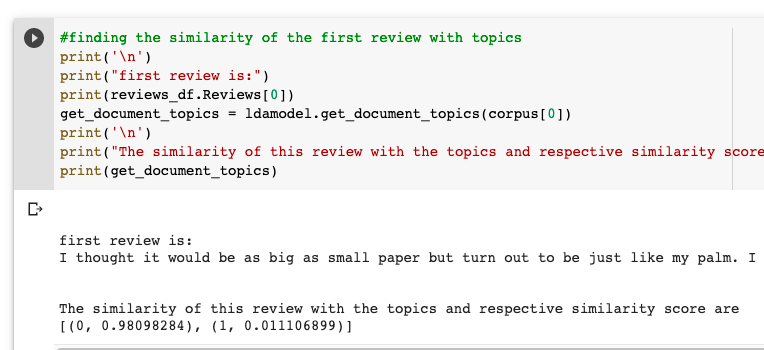 #finding the similarity of the first review with topics
print('\n')
print("first review is:")
print(reviews_df.Reviews[0])
get_document_topics = ldamodel.get_document_topics(corpus[0])
print('\n')
print("The similarity of this review with the topics and respective similarity score
print(get_document_topics)
first review is:
I thought it would be as big as small paper but turn out to be just like my palm. I
The similarity of this review with the topics and respective similarity score are
[(0, 0.98098284), (1, 0.011106899)]